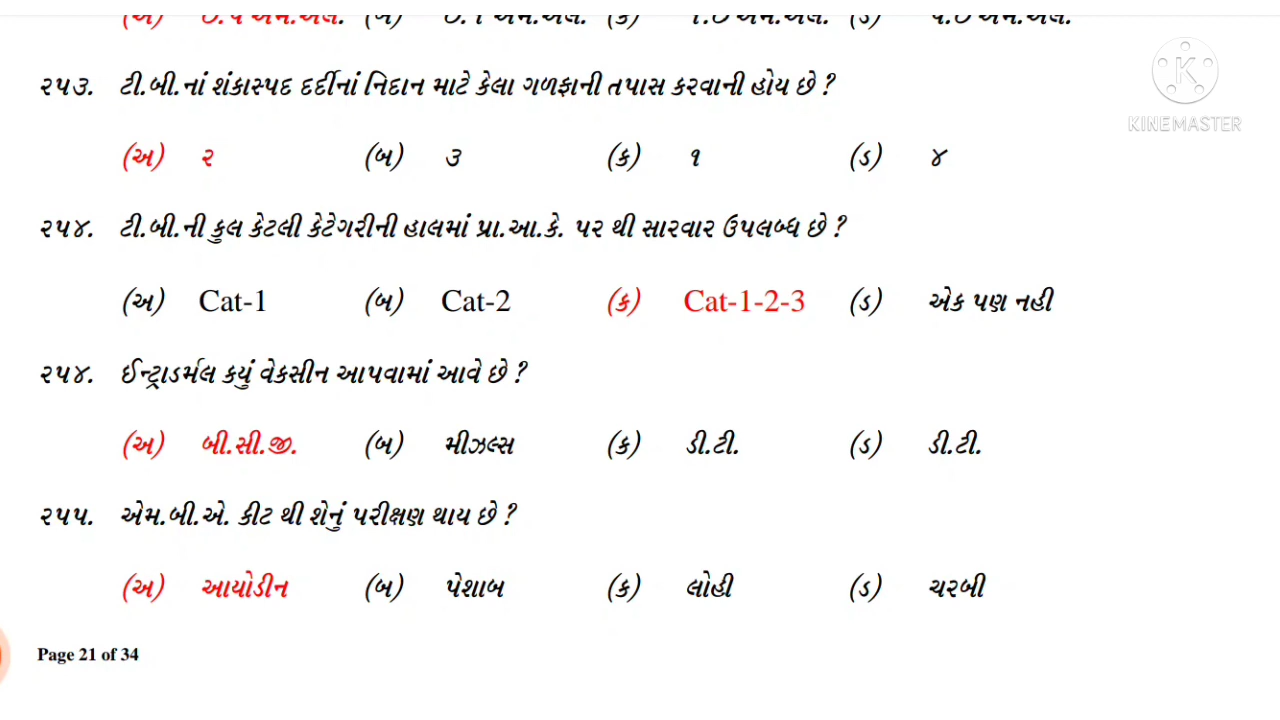 ૨૫૩. ટી.બી.નાં શંકાસ્પદ દર્દીનાં નિદાન માટે કેલા ગળફાની તપાસ કરવાની હોય છે ?
KINEMASTER
(અ) ૨ (બ) ૩ (ક) ૧ (ડ) ૪
૨૫૪. ટી.બી.ની કુલ કેટલી કેટેગરીની હાલમાં પ્રા.આ.કે. પર થી સારવાર ઉપલબ્ધ છે ?
(અ) Cat-1 (બ) Cat-2 (ક) Cat-1-2-3 (ડ) એક પણ નહી
૨૫૪. ઈન્ટ્રાડર્મલ કયું વેકસીન આપવામાં આવે છે ?
(અ) બી.સી.જી. (બ) મીઝલ્સ (ક) ડી.ટી. (ડ) ડી.ટી.
૨૫૫. એમ.બી.એ. કીટ થી શેનું પરીક્ષણ થાય છે ?
(અ) આયોડીન (બ) પેશાબ (ક) લોહી (ડ) ચરબી
Page 21 of 34